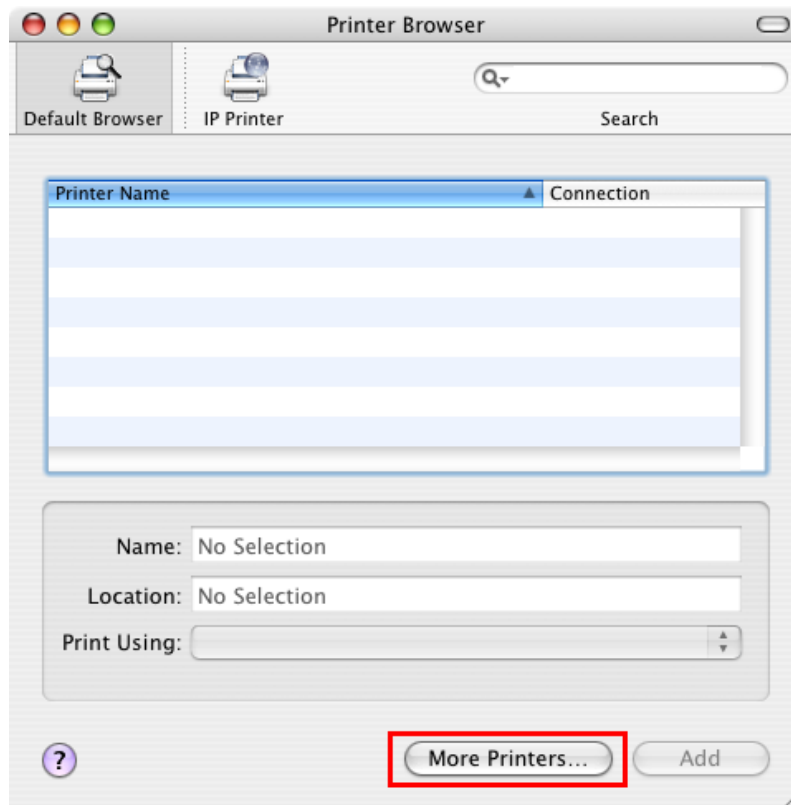 Printer Browser
Default Browser
IP Printer
Search
Printer Name
Connection
Name: No Selection
Location: No Selection
Print Using:
?
More Printers...
Add